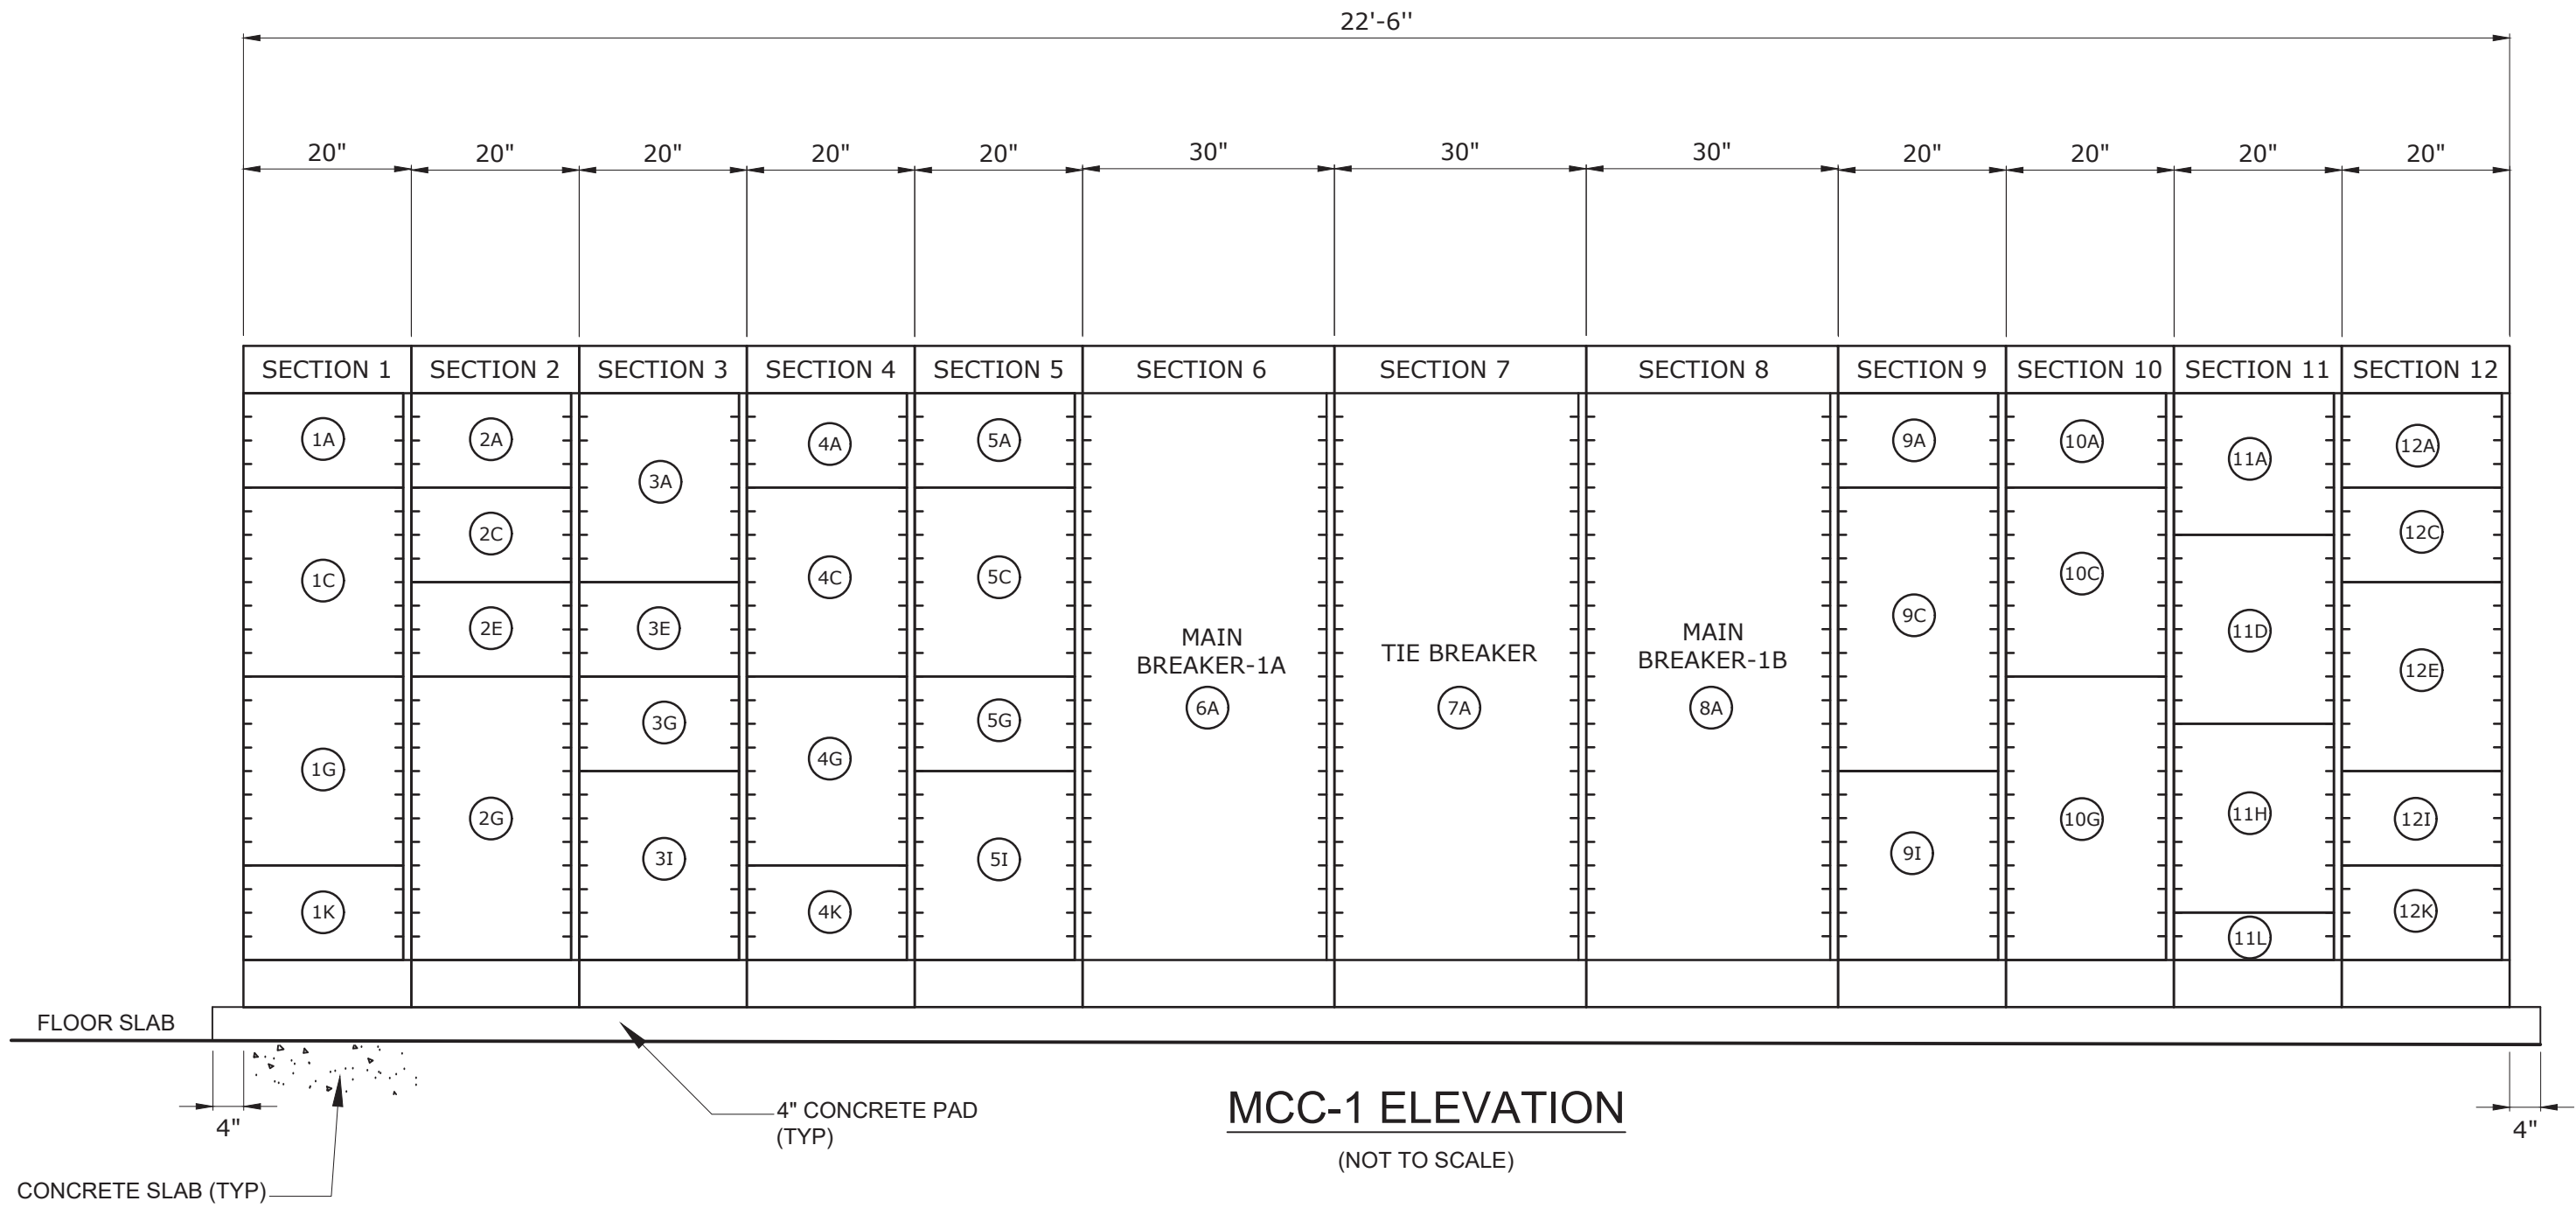 22'-6''
20" 20" 20" 20" 20" 30" 30" 30" 20" 20" 20" 20"
SECTION 1 SECTION 2 SECTION 3 SECTION 4 SECTION 5 SECTION 6 SECTION 7 SECTION 8 SECTION 9 SECTION 10 SECTION 11 SECTION 12
1A
1C
1G
1K
2A
2C
2E
2G
3A
3E
3G
3I
4A
4C
4G
4K
5A
5C
5G
5I
MAIN
BREAKER-1A
6A
TIE BREAKER
7A
MAIN
BREAKER-1B
8A
9A
9C
9I
10A
10C
10G
11A
11D
11H
11L
12A
12C
12E
12I
12K
FLOOR SLAB
4"
4" CONCRETE PAD
(TYP)
CONCRETE SLAB (TYP)
MCC-1 ELEVATION
(NOT TO SCALE)
4"